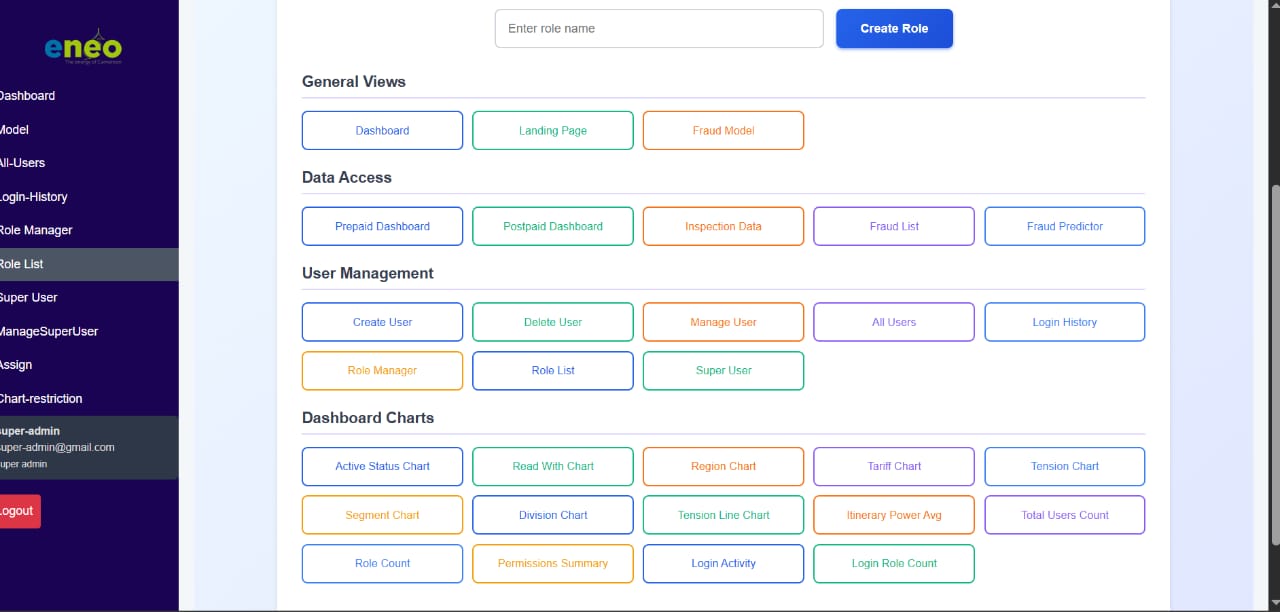 eneo
The energy of Cameroon
Enter role name
Create Role
Dashboard
Model
All-Users
Login-History
Role Manager
Role List
Super User
ManageSuperUser
Assign
Chart-restriction
super-admin
super-admin@gmail.com
super admin
Logout
General Views
Dashboard
Landing Page
Fraud Model
Data Access
Prepaid Dashboard
Postpaid Dashboard
Inspection Data
Fraud List
Fraud Predictor
User Management
Create User
Delete User
Manage User
All Users
Login History
Role Manager
Role List
Super User
Dashboard Charts
Active Status Chart
Read With Chart
Region Chart
Tariff Chart
Tension Chart
Segment Chart
Division Chart
Tension Line Chart
Itinerary Power Avg
Total Users Count
Role Count
Permissions Summary
Login Activity
Login Role Count